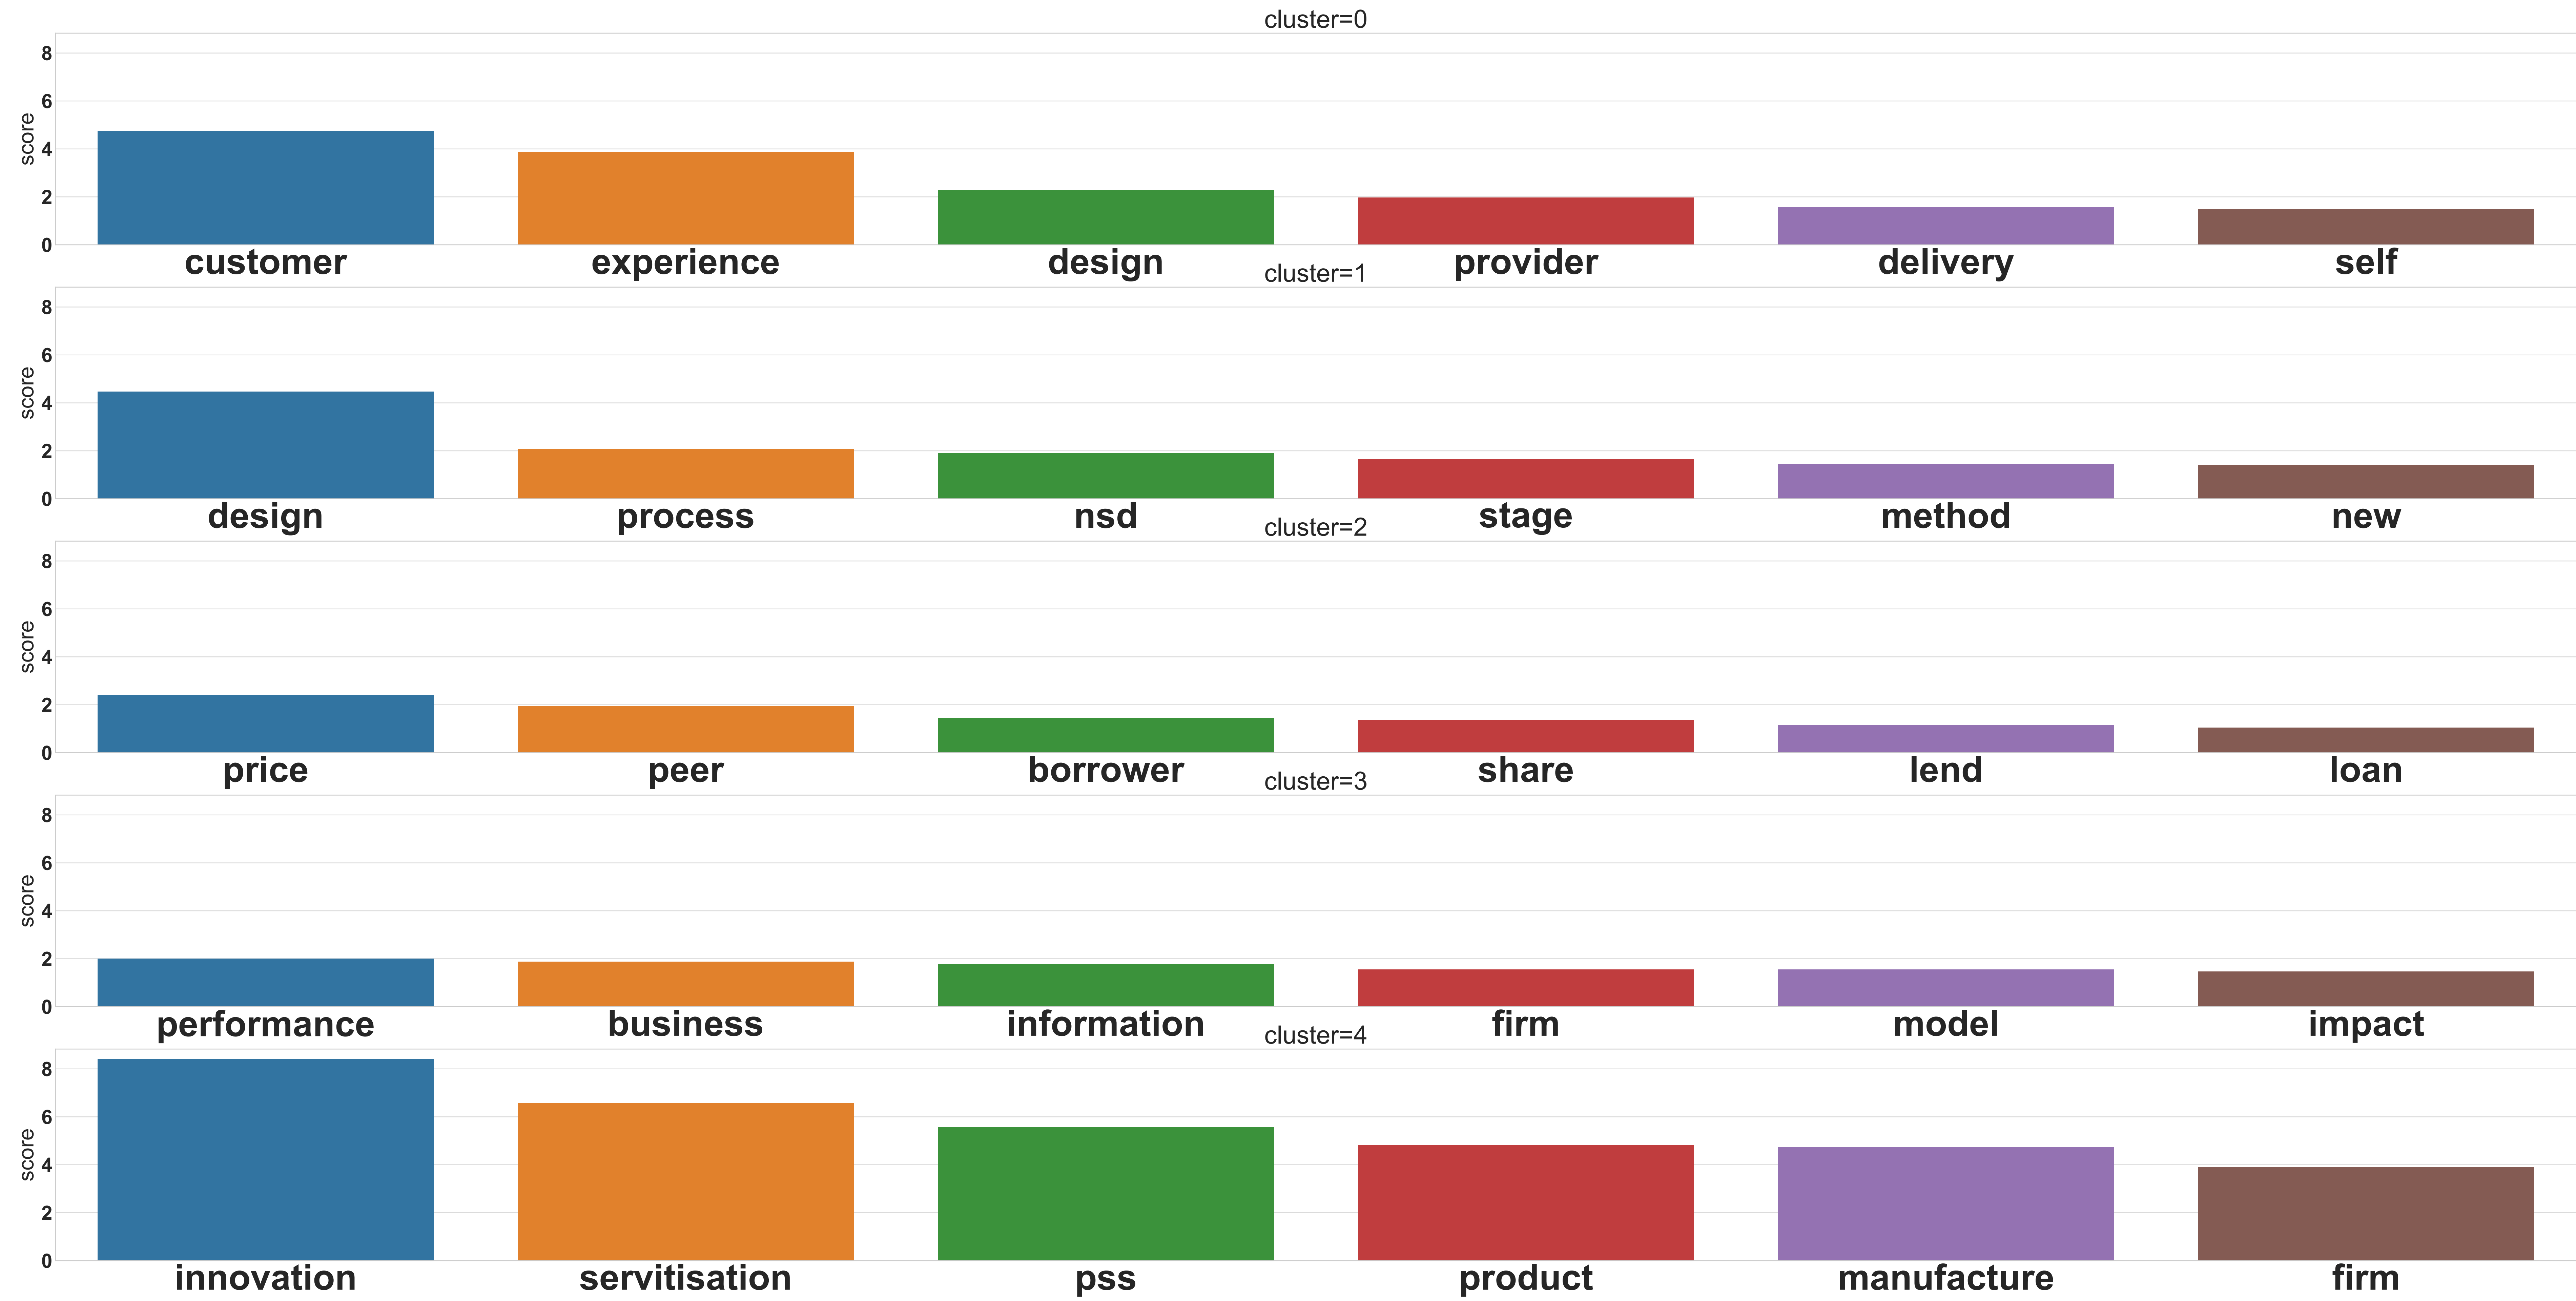 cluster=0
8
6
4
2
0
score
customer experience design provider delivery self
cluster=1
8
6
4
2
0
score
design process nsd stage method new
cluster=2
8
6
4
2
0
score
price peer borrower share lend loan
cluster=3
8
6
4
2
0
score
performance business information firm model impact
cluster=4
8
6
4
2
0
score
innovation servitisation pss product manufacture firm